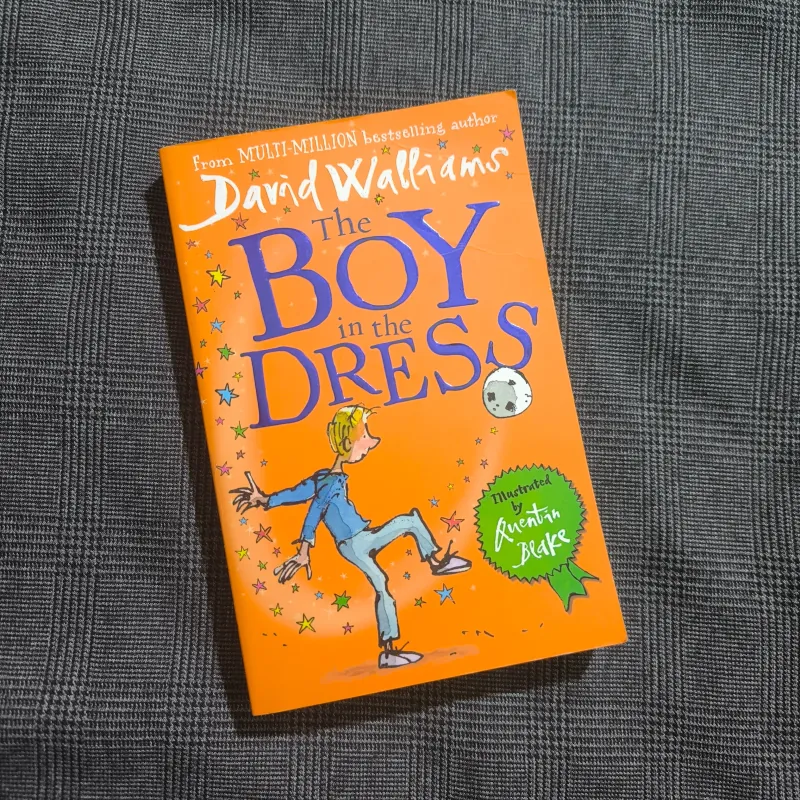 from MULTI-MILLION bestselling author
David Walliams
The
BOY
in the
DRESS
Illustrated
by
Quentin
Blake